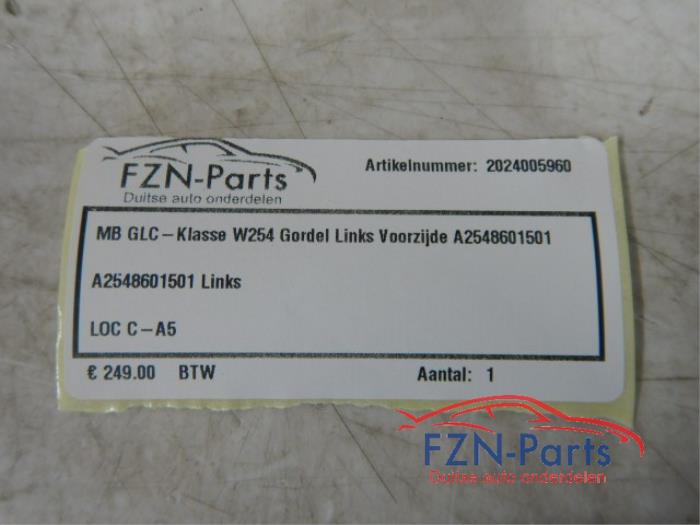 FZN-Parts
Duitse auto onderdelen
Artikelnummer: 2024005960
MB GLC-Klasse W254 Gordel Links Voorzijde A2548601501
A2548601501 Links
LOC C-A5
€ 249.00 BTW
Aantal: 1
FZN-Parts
Duitse auto onderdelen